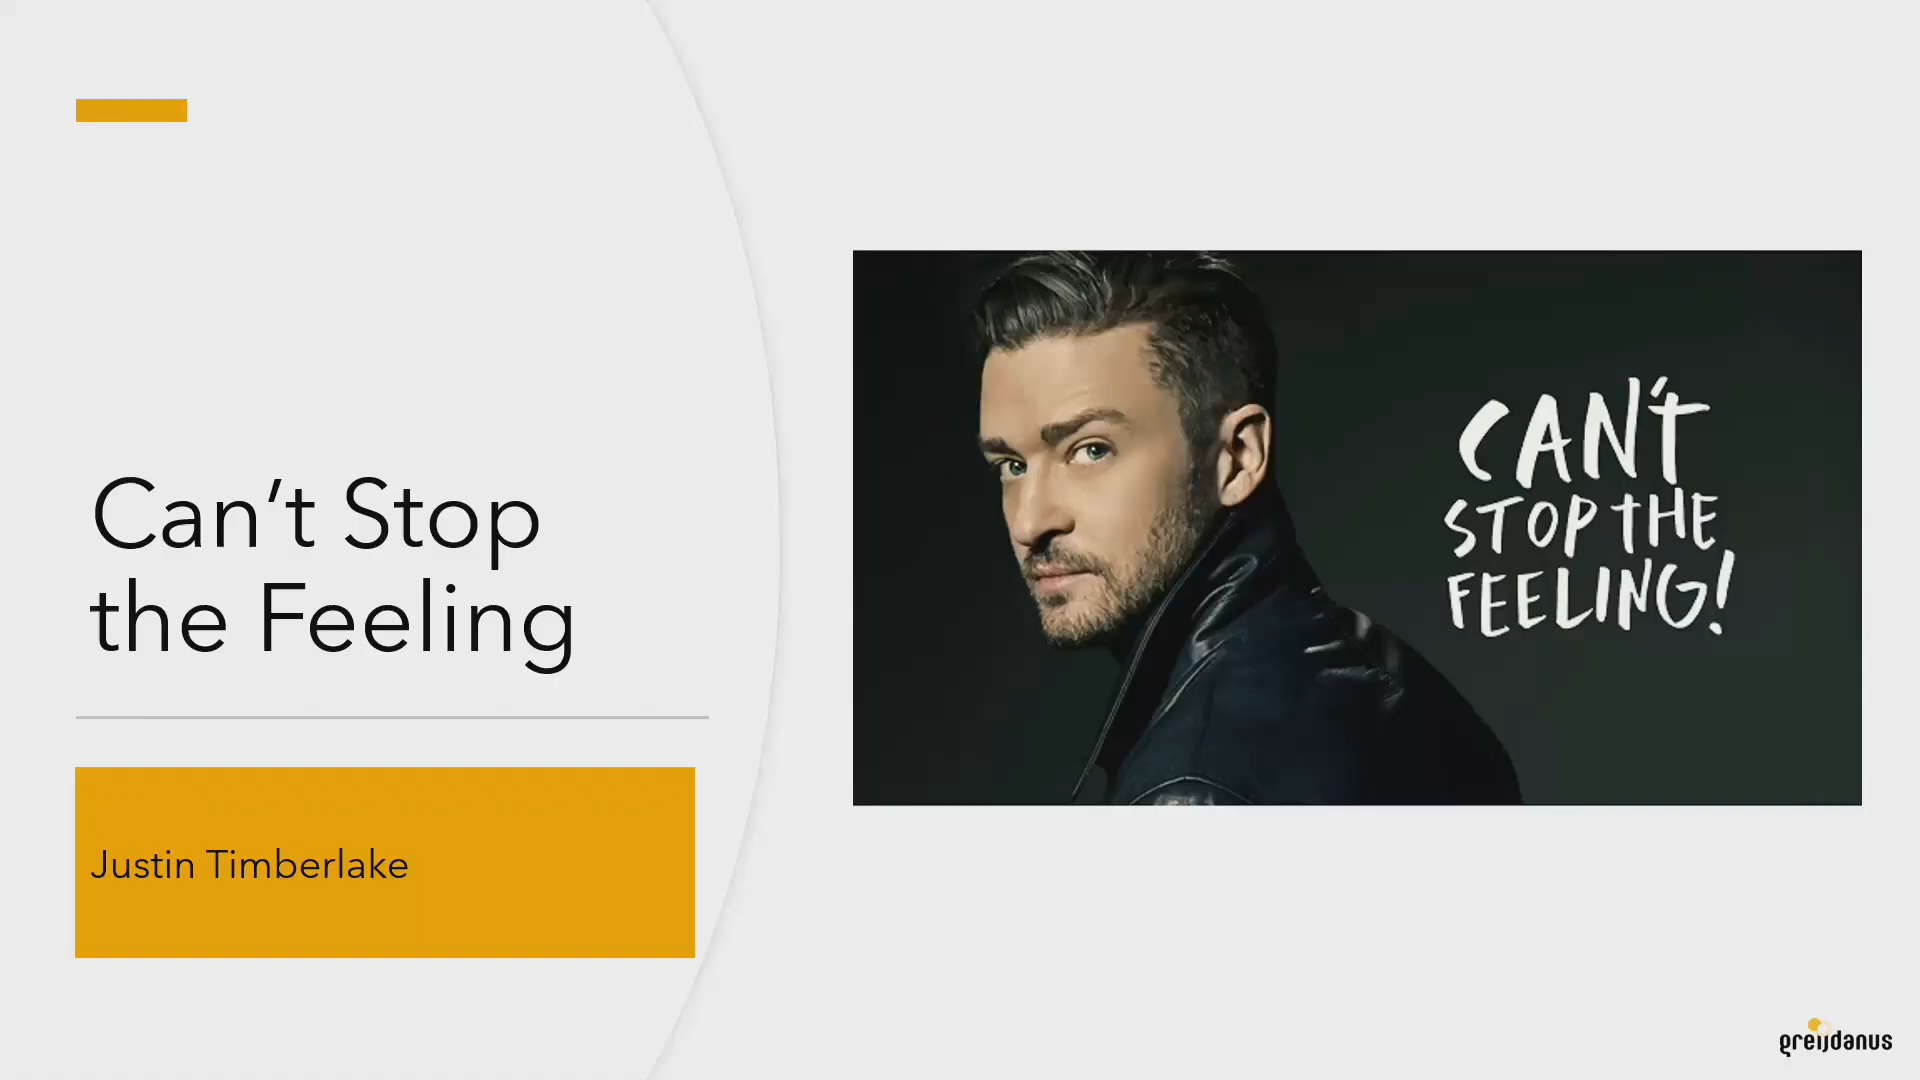 Can’t Stop
the Feeling
Justin Timberlake
CAN'T
STOP THE
FEELING!
greijdanus